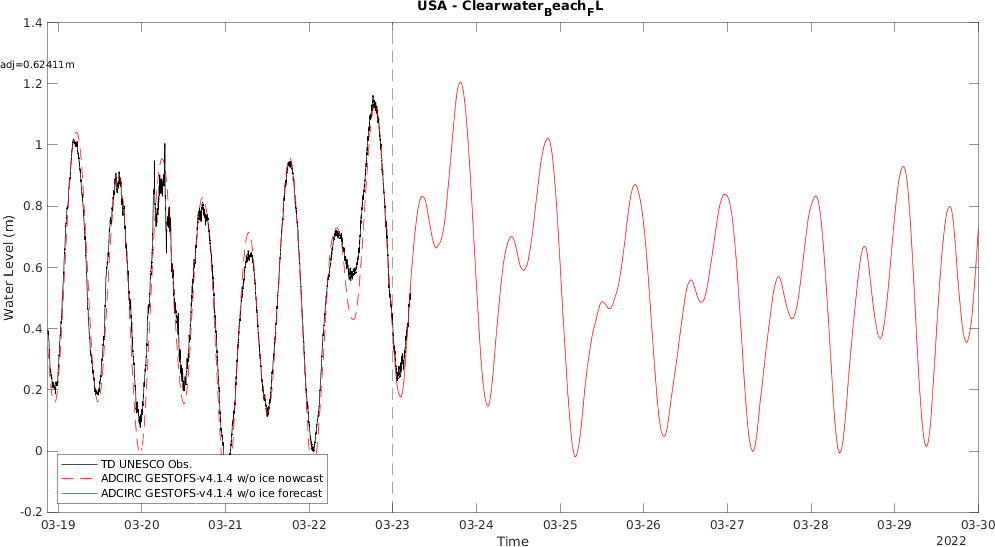 USA - Clearwater_Beach_FL
adj=0.62411m
1.4
1.2
1
0.8
0.6
0.4
0.2
0
-0.2
Water Level (m)
TD UNESCO Obs.
ADCIRC GESTOFS-v4.1.4 w/o ice nowcast
ADCIRC GESTOFS-v4.1.4 w/o ice forecast
03-19 03-20 03-21 03-22 03-23 03-24 03-25 03-26 03-27 03-28 03-29 03-30
Time
2022